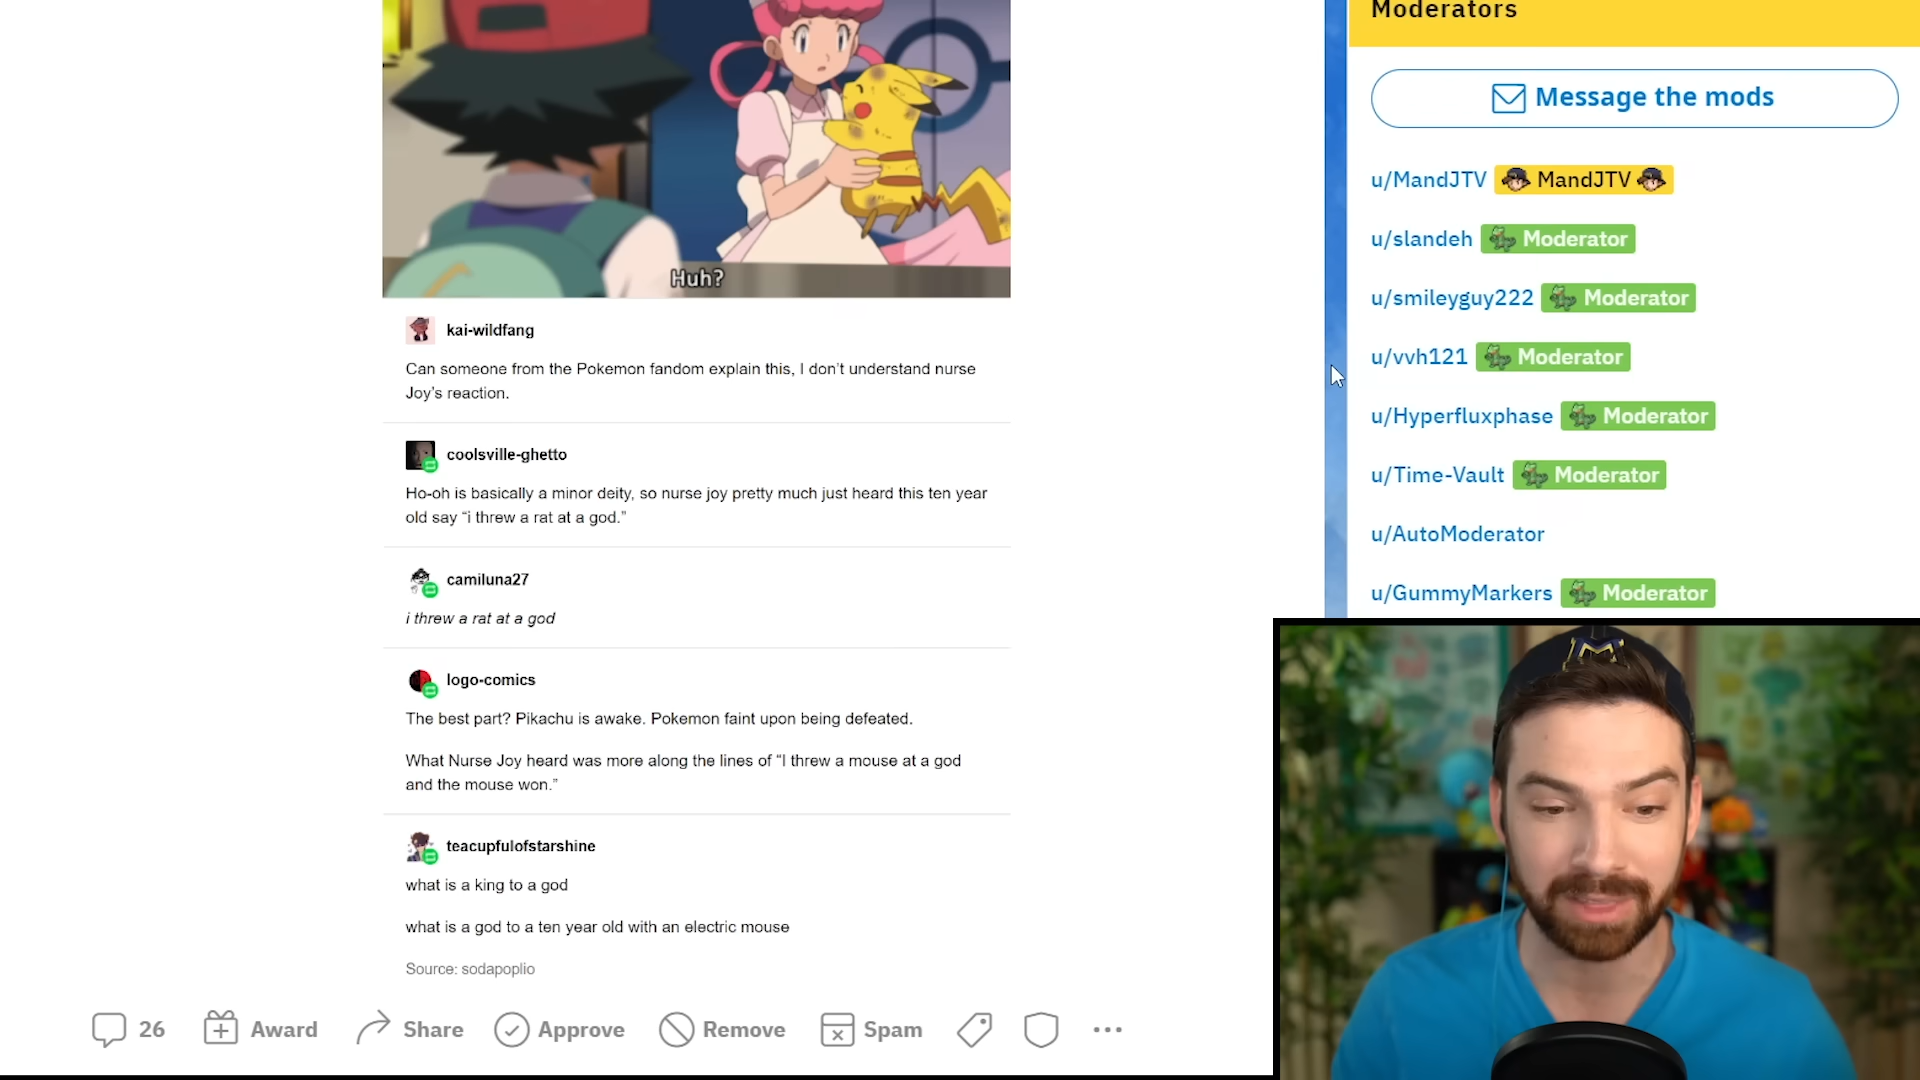 Huh?
kai-wildfang
Can someone from the Pokemon fandom explain this, I don't understand nurse
Joy's reaction.
coolsville-ghetto
Ho-oh is basically a minor deity, so nurse joy pretty much just heard this ten year
old say “i threw a rat at a god.”
camiluna27
i threw a rat at a god
logo-comics
The best part? Pikachu is awake. Pokemon faint upon being defeated.
What Nurse Joy heard was more along the lines of “I threw a mouse at a god
and the mouse won.”
teacupfulofstarshine
what is a king to a god
what is a god to a ten year old with an electric mouse
Source: sodapoplio
26 Award Share Approve Remove Spam
Moderators
Message the mods
u/MandJTV MandJTV
u/slandeh Moderator
u/smileyguy222 Moderator
u/vvh121 Moderator
u/Hyperfluxphase Moderator
u/Time-Vault Moderator
u/AutoModerator
u/GummyMarkers Moderator
M